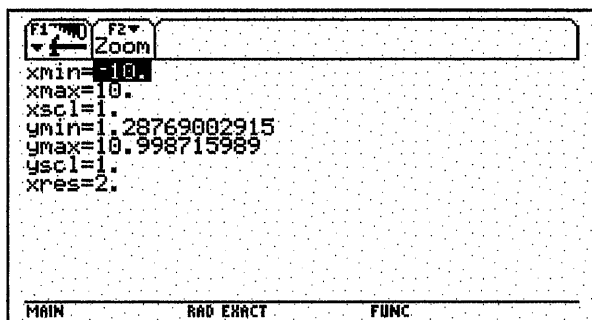 F1 F2
Zoom
xmin=-10.
xmax=10.
xscl=1.
ymin=1.28769002915
ymax=10.998715989
yscl=1.
xres=2.
MAIN RAD EXACT FUNC